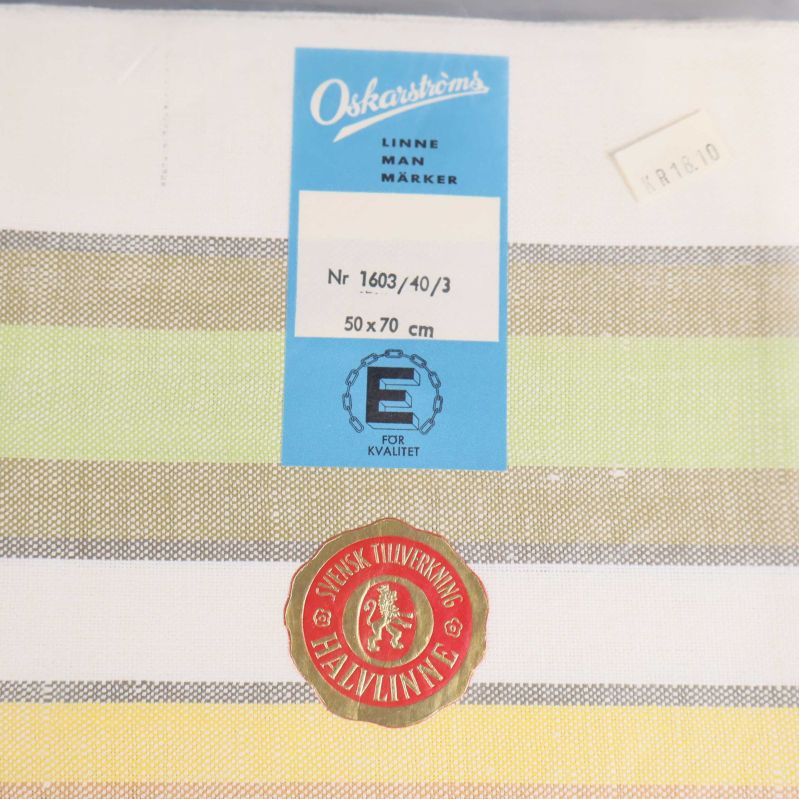 Oskarströms
LINNE
MAN
MÄRKER
KR 18.10
Nr 1603/40/3
50 x 70 cm
E
FÖR
KVALITET
SVENSK TILLVERKNING
HALVLINNE